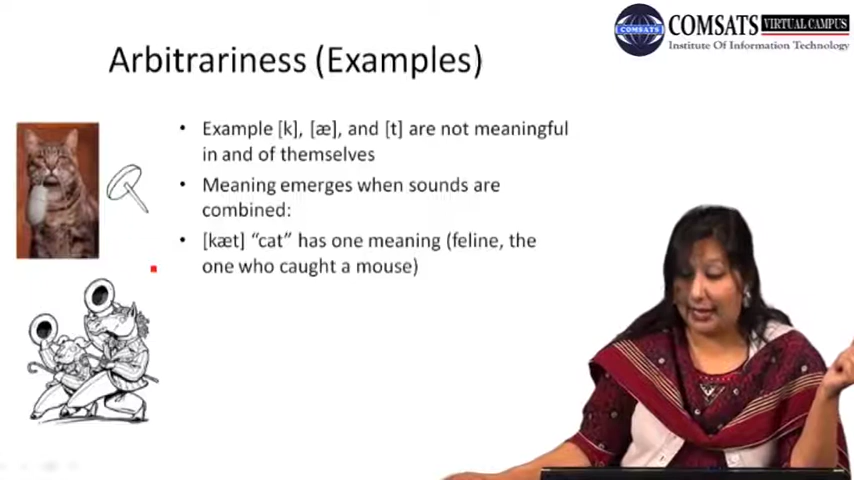 COMSATS
COMSATS VIRTUAL CAMPUS
Institute Of Information Technology
Arbitrariness (Examples)
• Example [k], [æ], and [t] are not meaningful
in and of themselves
• Meaning emerges when sounds are
combined:
• [kæt] “cat” has one meaning (feline, the
one who caught a mouse)